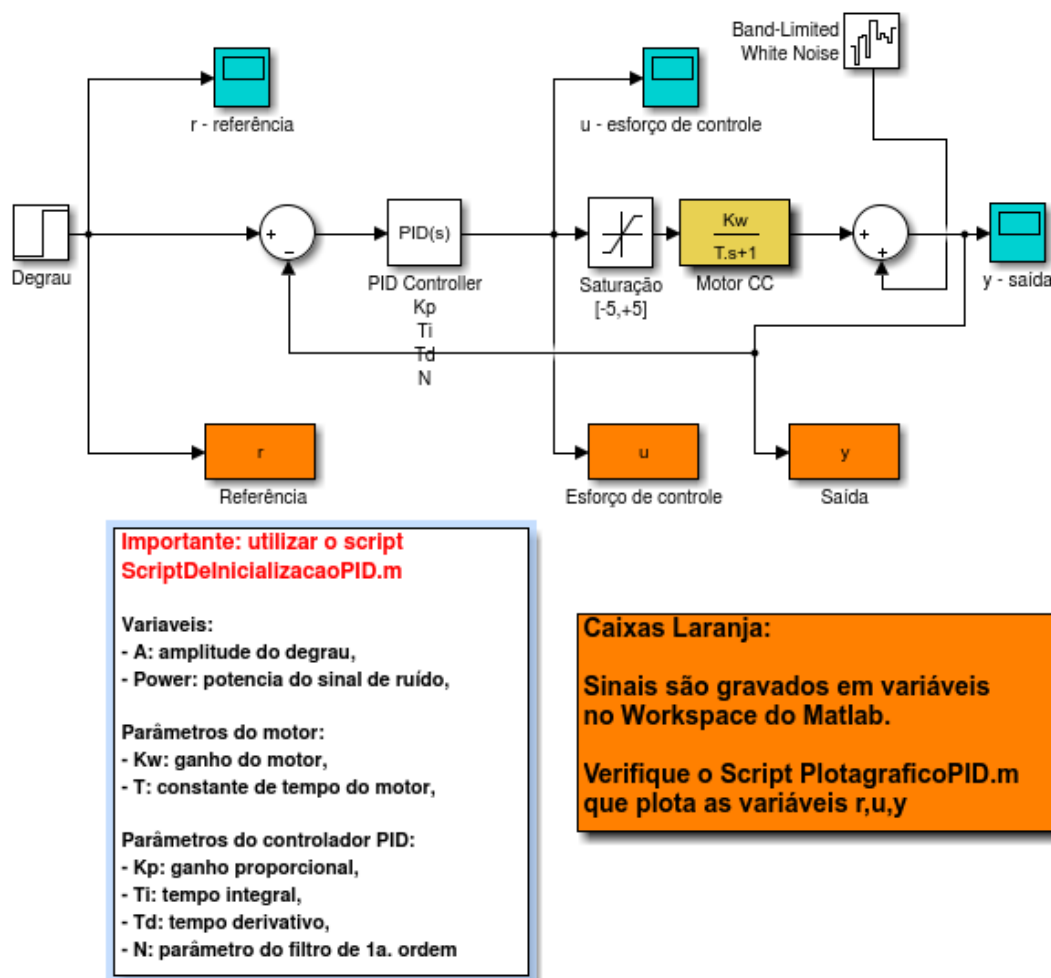 Band-Limited
White Noise
r - referência
u - esforço de controle
Degrau
+
−
PID(s)
PID Controller
Kp
Ti
Td
N
Saturação
[-5,+5]
Kw
T.s+1
Motor CC
+
+
y - saída
r
Referência
u
Esforço de controle
y
Saída
Importante: utilizar o script
ScriptDeInicializacaoPID.m
Variaveis:
- A: amplitude do degrau,
- Power: potencia do sinal de ruído,
Parâmetros do motor:
- Kw: ganho do motor,
- T: constante de tempo do motor,
Parâmetros do controlador PID:
- Kp: ganho proporcional,
- Ti: tempo integral,
- Td: tempo derivativo,
- N: parâmetro do filtro de 1a. ordem
Caixas Laranja:
Sinais são gravados em variáveis
no Workspace do Matlab.
Verifique o Script PlotagraficoPID.m
que plota as variáveis r,u,y